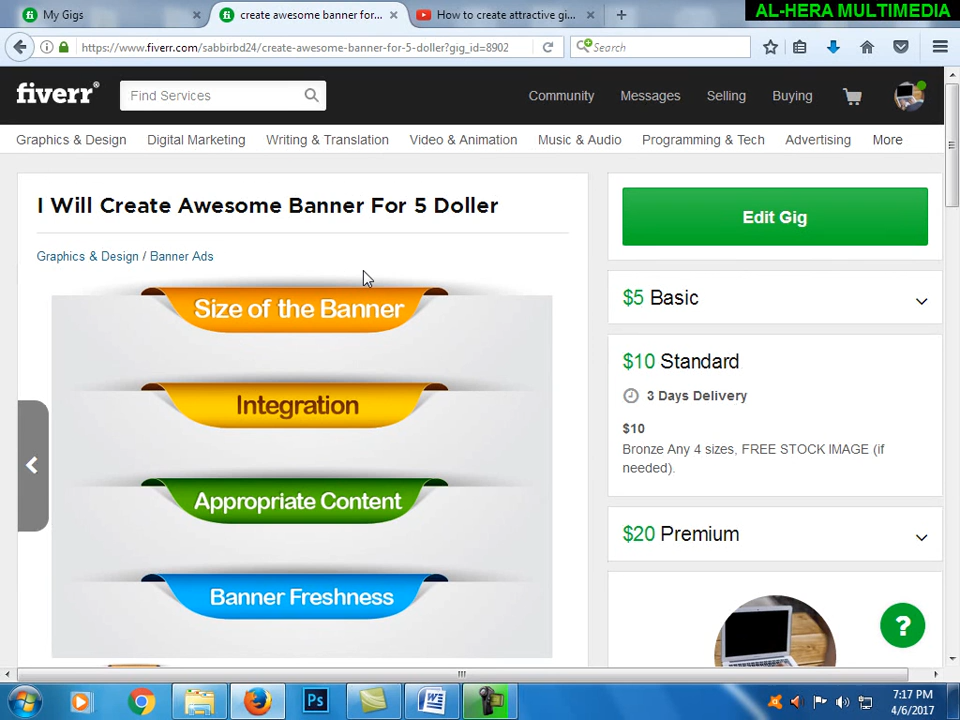 My Gigs
create awesome banner for...
How to create attractive gi...
AL-HERA MULTIMEDIA
https://www.fiverr.com/sabbirbd24/create-awesome-banner-for-5-doller?gig_id=8902
Search
fiverr®
Find Services
Community
Messages
Selling
Buying
Graphics & Design
Digital Marketing
Writing & Translation
Video & Animation
Music & Audio
Programming & Tech
Advertising
More
I Will Create Awesome Banner For 5 Doller
Graphics & Design / Banner Ads
Size of the Banner
Integration
Appropriate Content
Banner Freshness
Edit Gig
$5 Basic
$10 Standard
3 Days Delivery
$10
Bronze Any 4 sizes, FREE STOCK IMAGE (if
needed).
$20 Premium
?
Ps
7:17 PM
4/6/2017